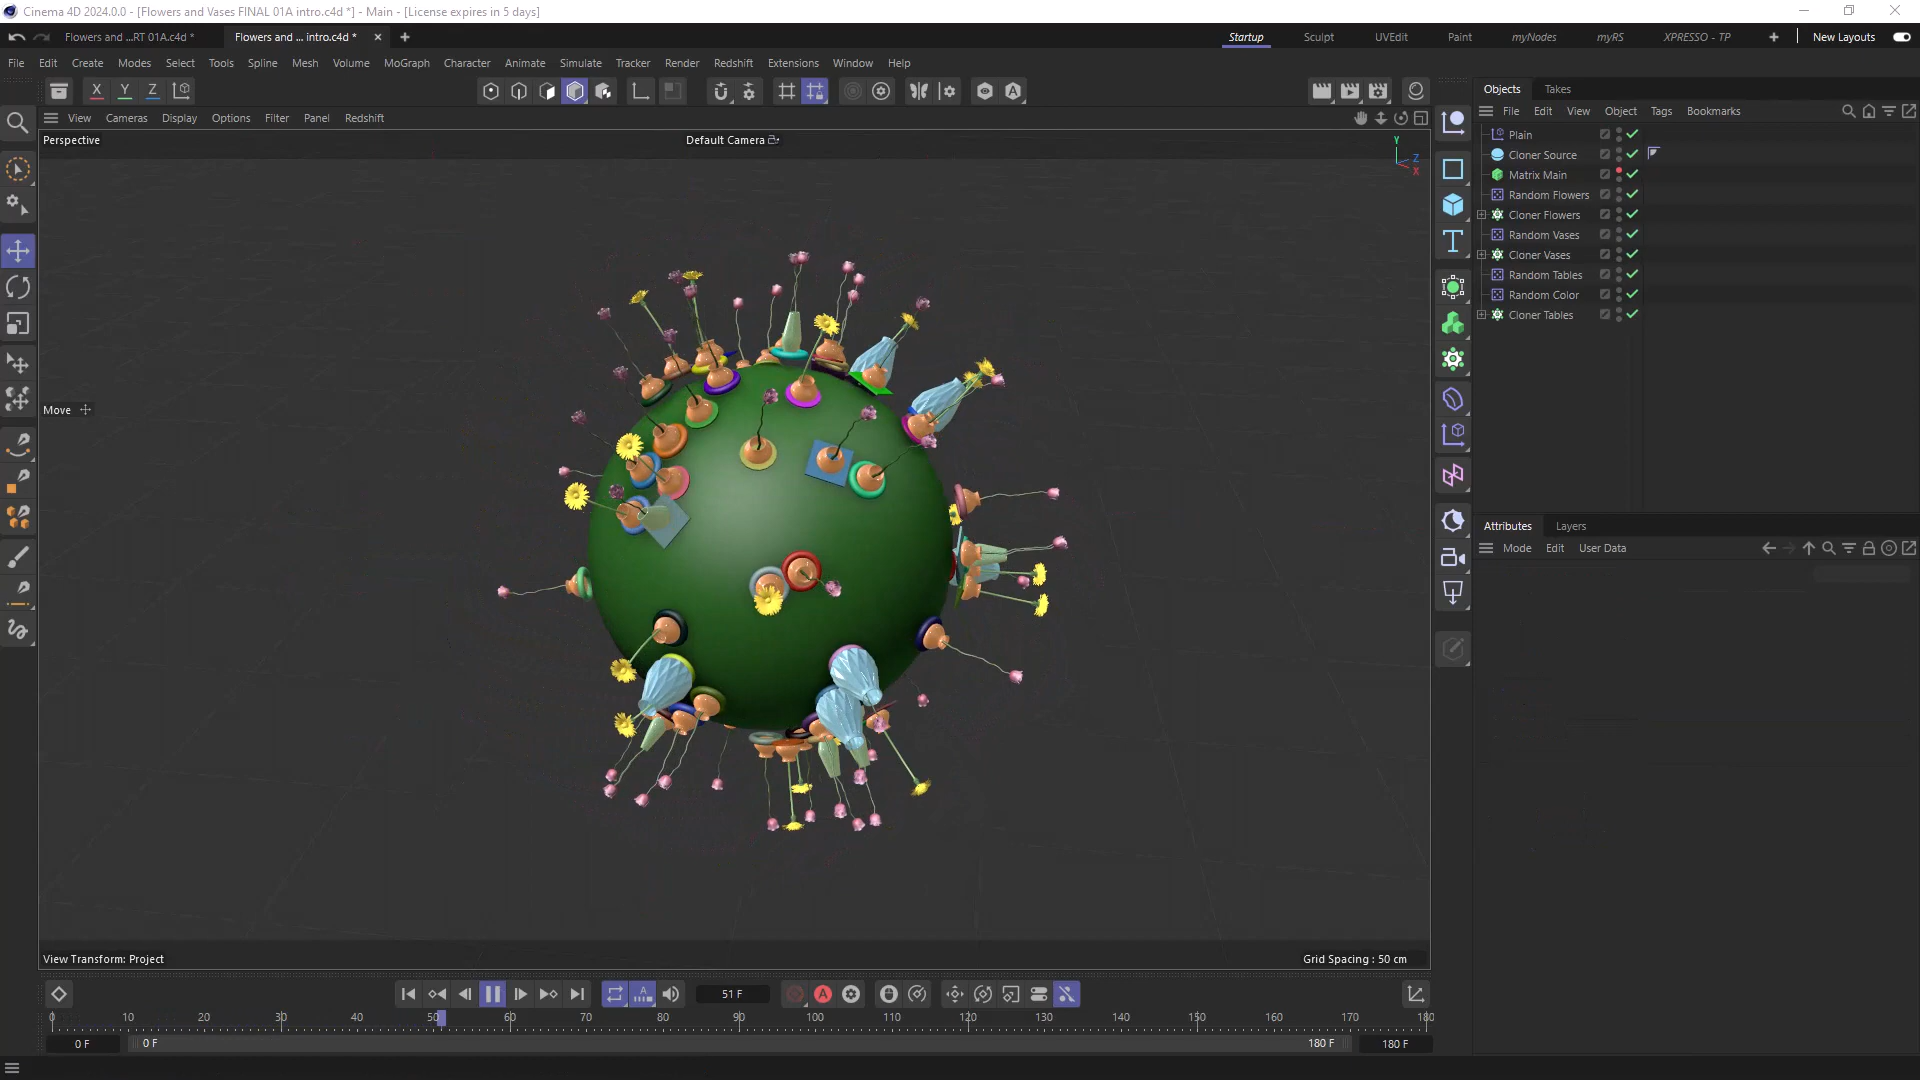 Cinema 4D 2024.0.0 - [Flowers and Vases FINAL 01A intro.c4d *] - Main - [License expires in 5 days]
Flowers and ...RT 01A.c4d *
Flowers and ... intro.c4d *
Startup
Sculpt
UVEdit
Paint
myNodes
myRS
XPRESSO - TP
New Layouts
File Edit Create Modes Select Tools Spline Mesh Volume MoGraph Character Animate Simulate Tracker Render Redshift Extensions Window Help
X Y Z
View Cameras Display Options Filter Panel Redshift
Perspective
Default Camera
Y
Z
X
Move
View Transform: Project
Grid Spacing : 50 cm
Objects Takes
File Edit View Object Tags Bookmarks
Plain
Cloner Source
Matrix Main
Random Flowers
Cloner Flowers
Random Vases
Cloner Vases
Random Tables
Random Color
Cloner Tables
Attributes Layers
Mode Edit User Data
51 F
0 10 20 30 40 50 60 70 80 90 100 110 120 130 140 150 160 170 180
0 F
0 F
180 F
180 F